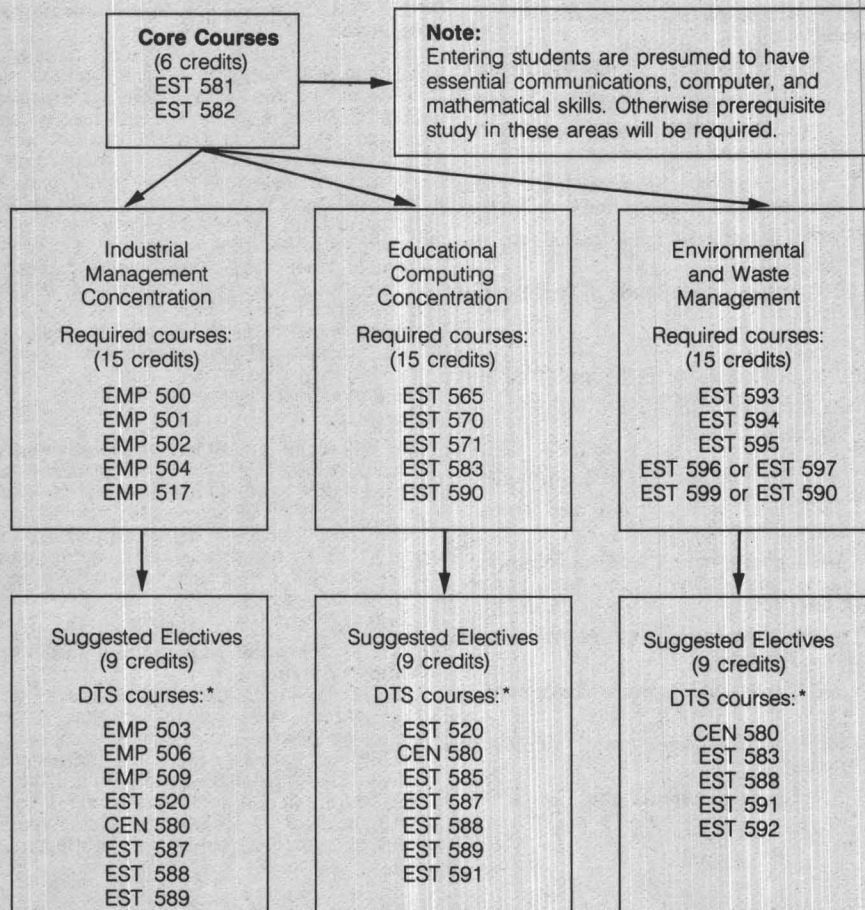 Core Courses
(6 credits)
EST 581
EST 582
Note:
Entering students are presumed to have
essential communications, computer, and
mathematical skills. Otherwise prerequisite
study in these areas will be required.
Industrial
Management
Concentration
Required courses:
(15 credits)
EMP 500
EMP 501
EMP 502
EMP 504
EMP 517
Educational
Computing
Concentration
Required courses:
(15 credits)
EST 565
EST 570
EST 571
EST 583
EST 590
Environmental
and Waste
Management
Required courses:
(15 credits)
EST 593
EST 594
EST 595
EST 596 or EST 597
EST 599 or EST 590
Suggested Electives
(9 credits)
DTS courses:*
EMP 503
EMP 506
EMP 509
EST 520
CEN 580
EST 587
EST 588
EST 589
Suggested Electives
(9 credits)
DTS courses:*
EST 520
CEN 580
EST 585
EST 587
EST 588
EST 589
EST 591
Suggested Electives
(9 credits)
DTS courses:*
CEN 580
EST 583
EST 588
EST 591
EST 592